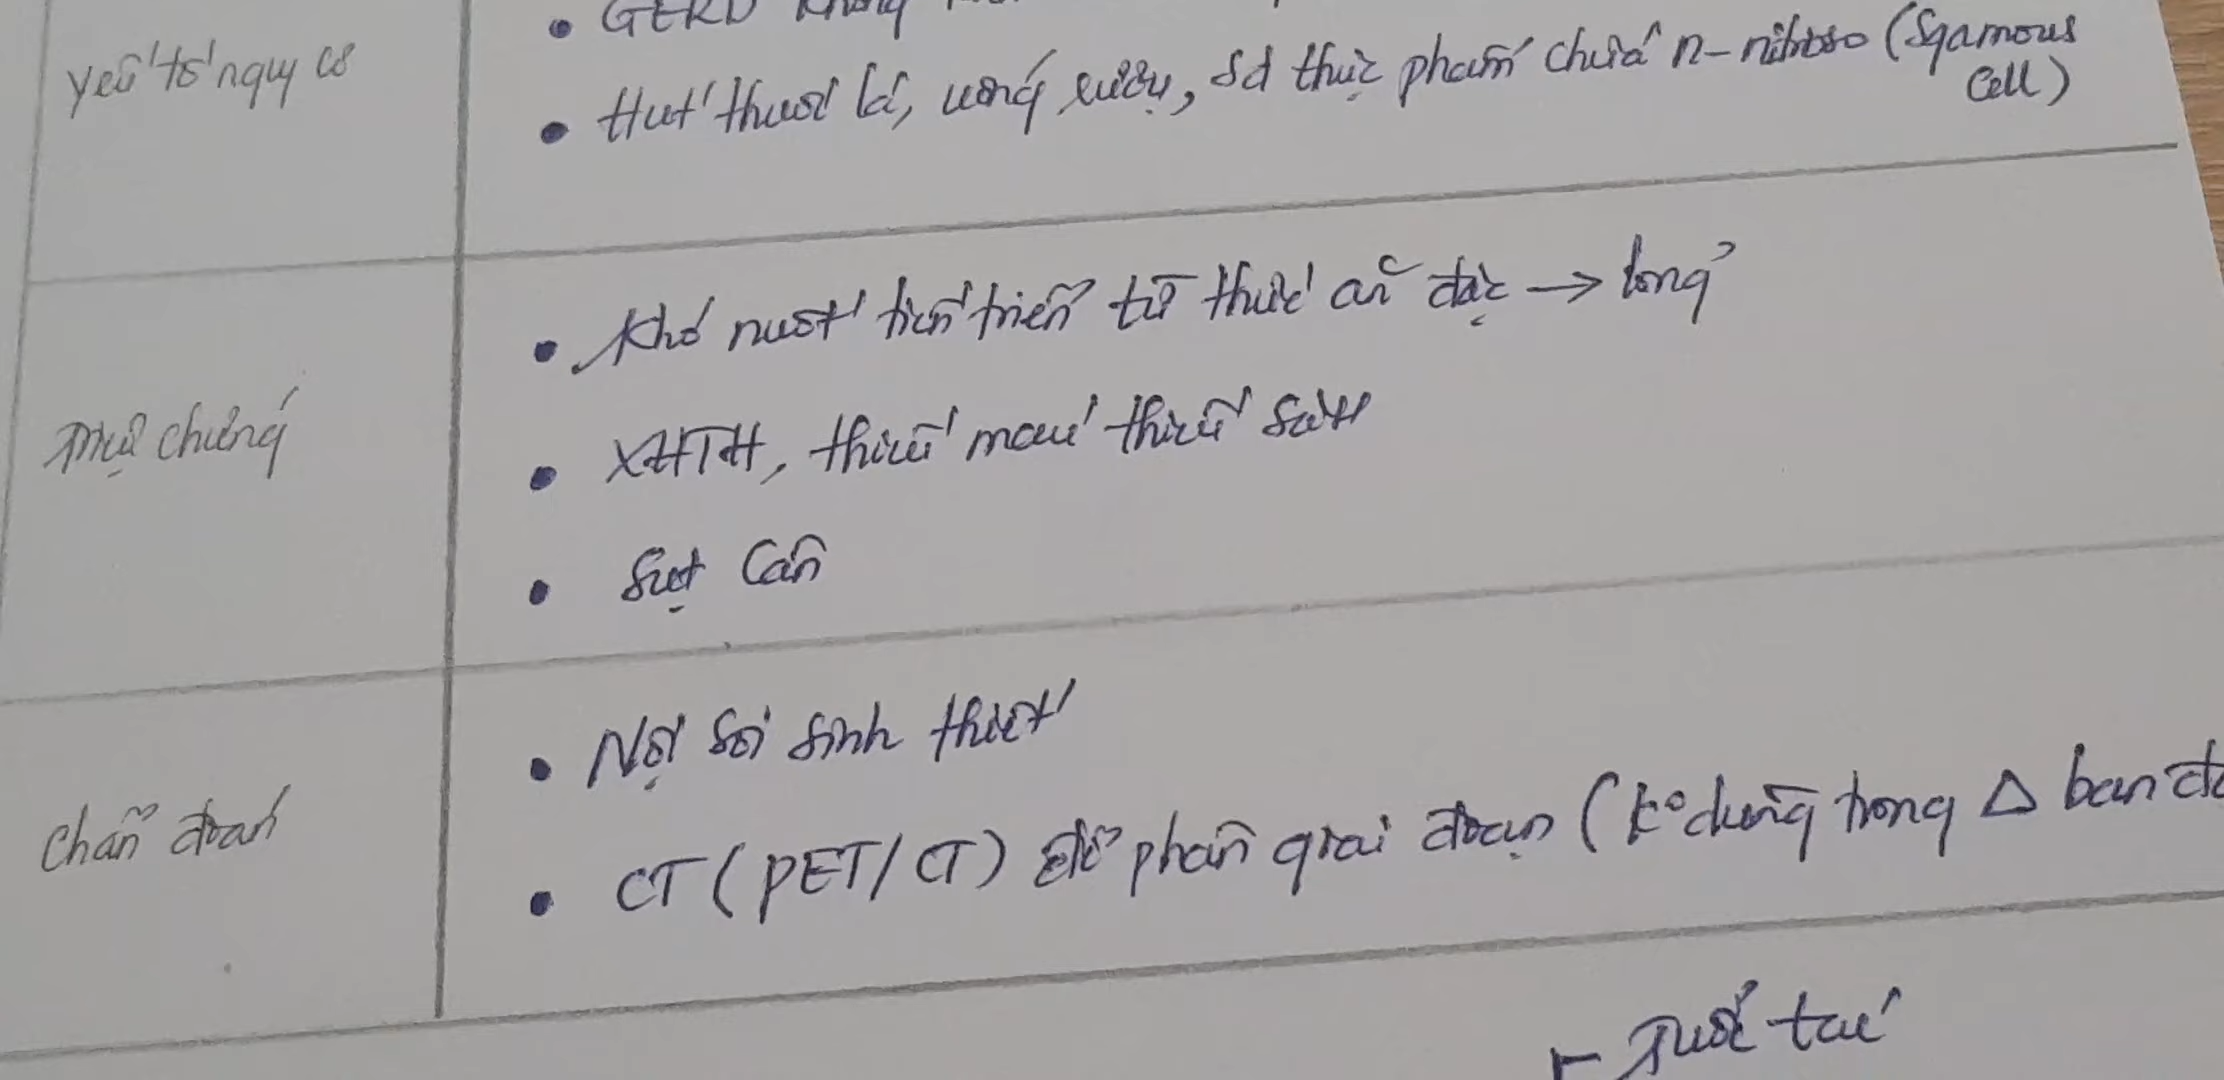 Yếu tố nguy cơ
• GERD không
• Hút thuốc lá, uống rượu, sd thực phẩm chứa n-nitroso (Sqamous
Cell)
Triệu chứng
• Khó nuốt tiến triển từ thức ăn đặc → lỏng
• XHTH, thiếu máu thiếu sắt
• Sụt cân
Chẩn đoán
• Nội soi sinh thiết
• CT (PET/CT) để phân giai đoạn (k° dùng trong Δ ban
- Tuổi